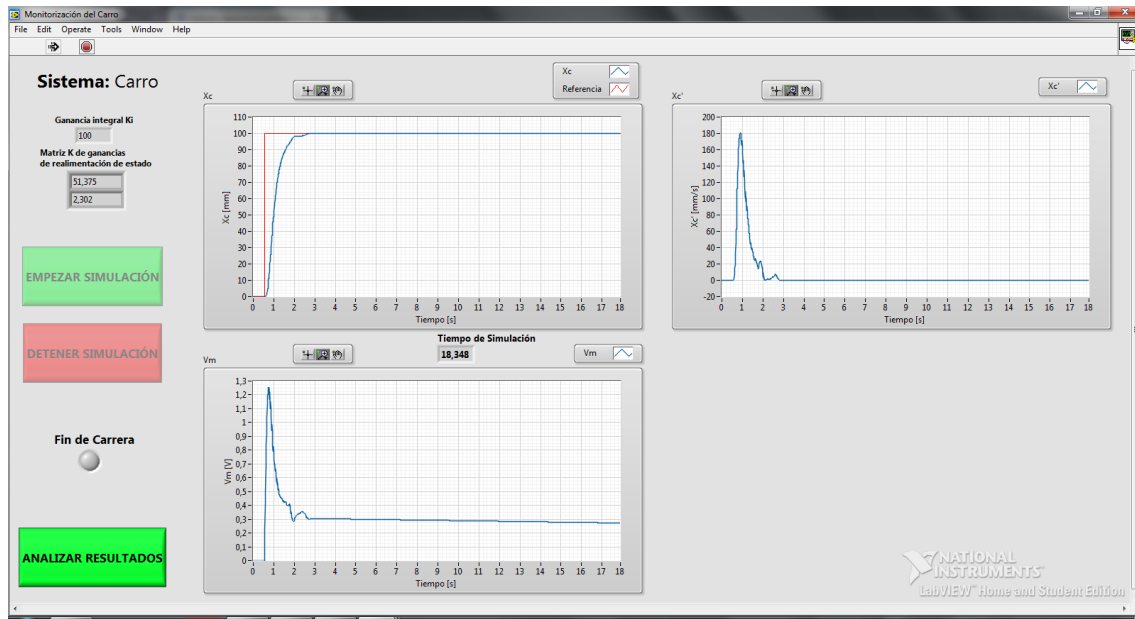 Monitorización del Carro
File Edit Operate Tools Window Help
Sistema: Carro
Ganancia integral Ki
100
Matriz K de ganancias
de realimentación de estado
51,375
2,302
EMPEZAR SIMULACIÓN
DETENER SIMULACIÓN
Fin de Carrera
ANALIZAR RESULTADOS
Xc
Xc
Referencia
110
100
90
80
70
60
50
40
30
20
10
0
Xc [mm]
0 1 2 3 4 5 6 7 8 9 10 11 12 13 14 15 16 17 18
Tiempo [s]
Xc'
Xc'
200
180
160
140
120
100
80
60
40
20
0
-20
Xc' [mm/s]
0 1 2 3 4 5 6 7 8 9 10 11 12 13 14 15 16 17 18
Tiempo [s]
Tiempo de Simulación
18,348
Vm
Vm
1,3
1,2
1,1
1
0,9
0,8
0,7
0,6
0,5
0,4
0,3
0,2
0,1
0
Vm [V]
0 1 2 3 4 5 6 7 8 9 10 11 12 13 14 15 16 17 18
Tiempo [s]
NATIONAL
INSTRUMENTS
LabVIEW™ Home and Student Edition